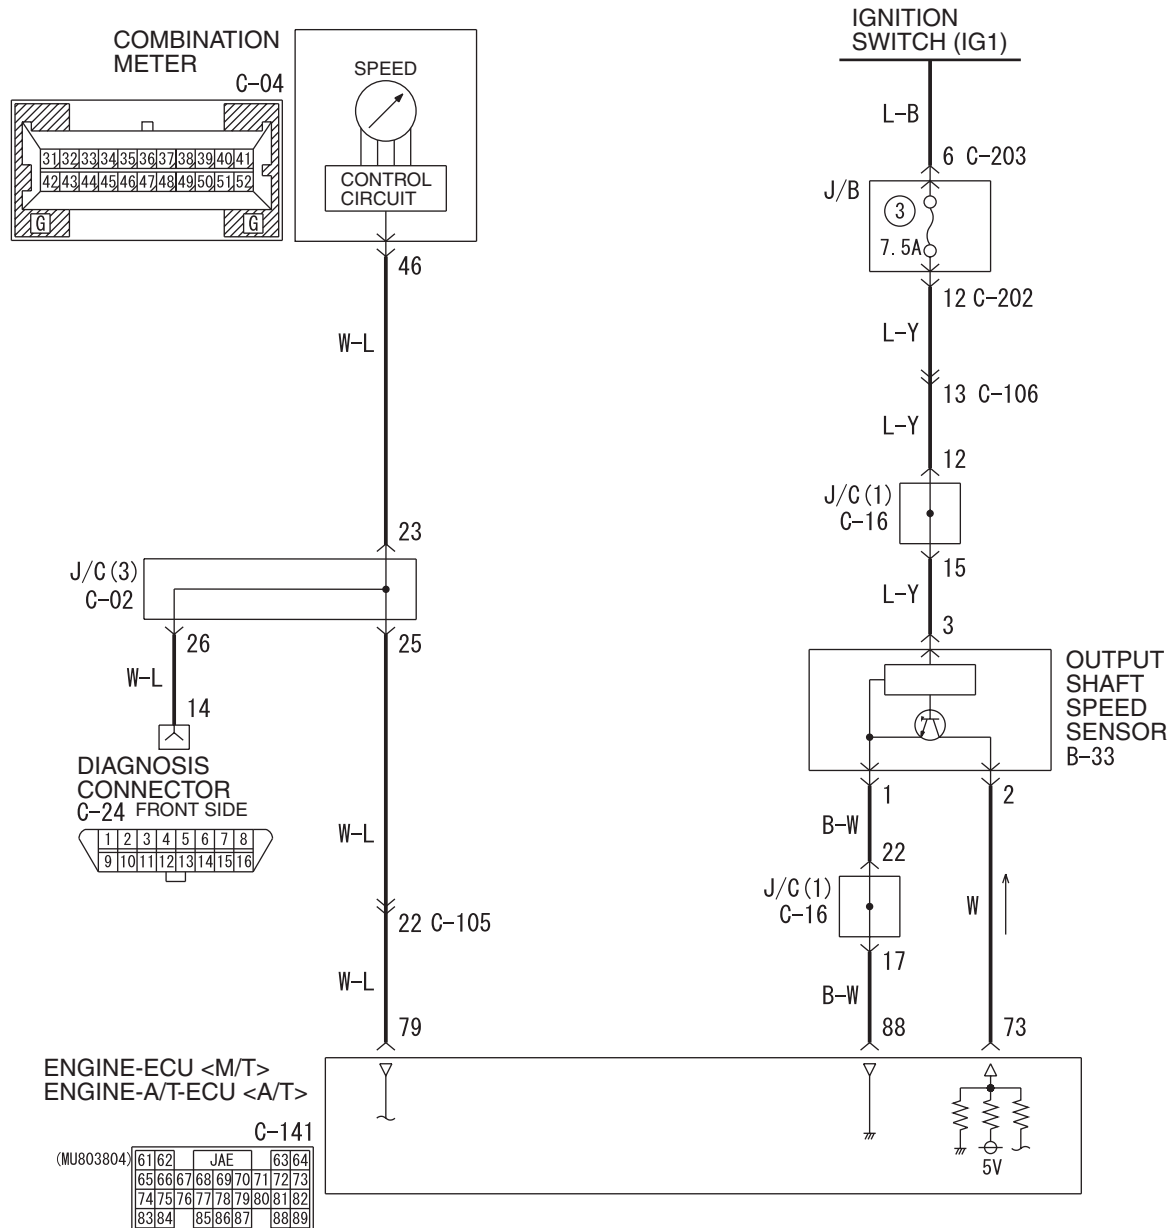 COMBINATION
METER
C-04
31 32 33 34 35 36 37 38 39 40 41
42 43 44 45 46 47 48 49 50 51 52
G
G
SPEED
CONTROL
CIRCUIT
46
W-L
23
J/C(3)
C-02
26
25
W-L
14
DIAGNOSIS
CONNECTOR
C-24 FRONT SIDE
1 2 3 4 5 6 7 8
9 10 11 12 13 14 15 16
W-L
22 C-105
W-L
79
IGNITION
SWITCH (IG1)
L-B
6 C-203
J/B
3
7.5A
12 C-202
L-Y
13 C-106
L-Y
12
J/C(1)
C-16
15
L-Y
3
OUTPUT
SHAFT
SPEED
SENSOR
B-33
1
2
B-W
22
J/C(1)
C-16
W
17
B-W
88
73
ENGINE-ECU <M/T>
ENGINE-A/T-ECU <A/T>
C-141
(MU803804)
61 62 JAE 63 64
65 66 67 68 69 70 71 72 73
74 75 76 77 78 79 80 81 82
83 84 85 86 87 88 89
5V